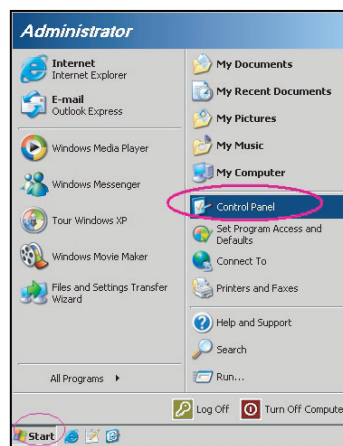 Administrator
Internet
Internet Explorer
E-mail
Outlook Express
Windows Media Player
Windows Messenger
Tour Windows XP
Windows Movie Maker
Files and Settings Transfer
Wizard
All Programs
My Documents
My Recent Documents
My Pictures
My Music
My Computer
Control Panel
Set Program Access and
Defaults
Connect To
Printers and Faxes
Help and Support
Search
Run...
Log Off
Turn Off Compute
Start